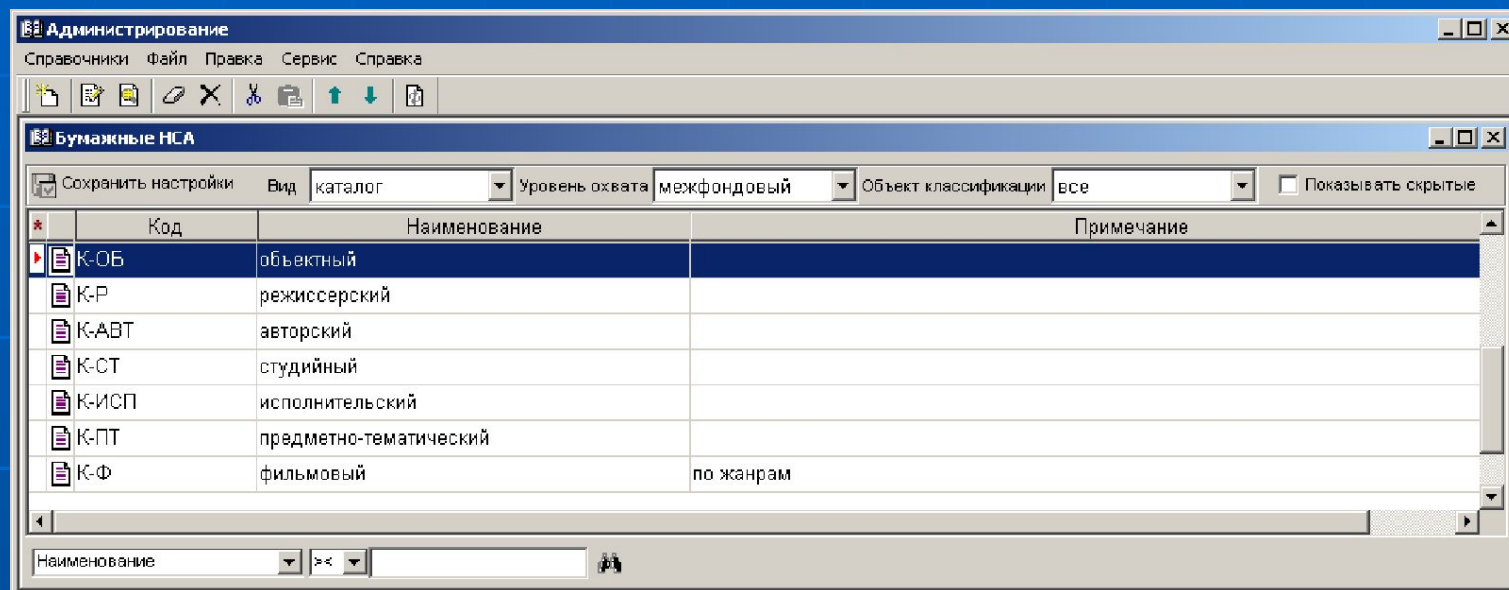 Администрирование
Справочники Файл Правка Сервис Справка
Бумажные НСА
Сохранить настройки Вид каталог Уровень охвата межфондовый Объект классификации все Показывать скрытые
* Код Наименование Примечание
К-ОБ объектный
К-Р режиссерский
К-АВТ авторский
К-СТ студийный
К-ИСП исполнительский
К-ПТ предметно-тематический
К-Ф фильмовый по жанрам
Наименование ><